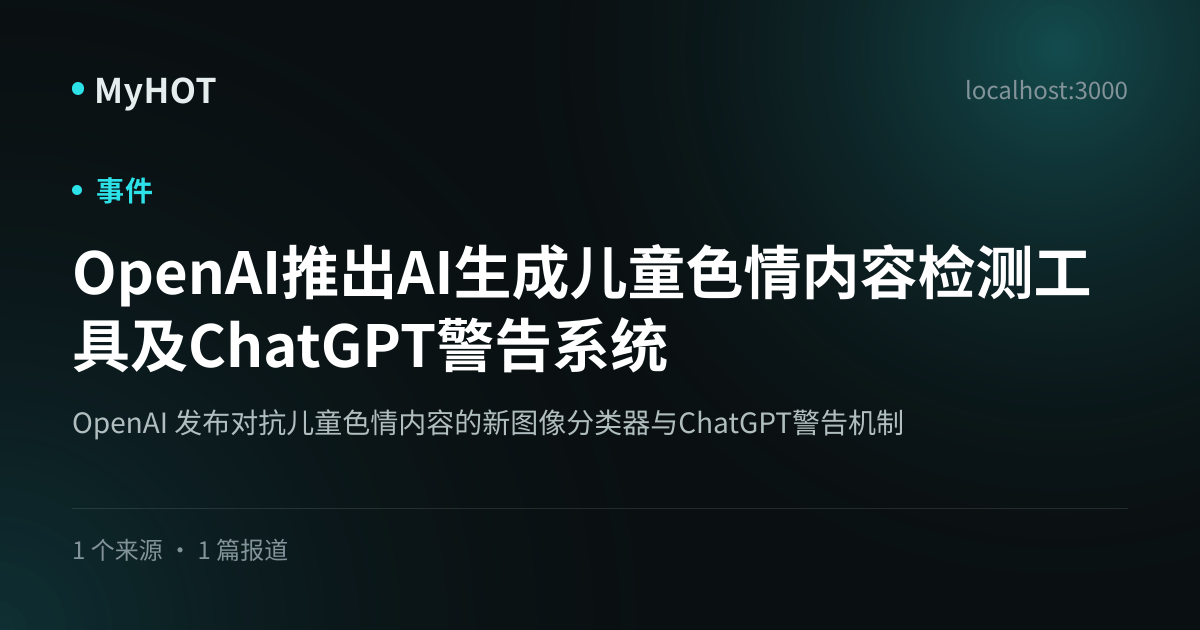 MyHOT
localhost:3000
事件
OpenAI推出AI生成儿童色情内容检测工
具及ChatGPT警告系统
OpenAI 发布对抗儿童色情内容的新图像分类器与ChatGPT警告机制
1 个来源 · 1 篇报道